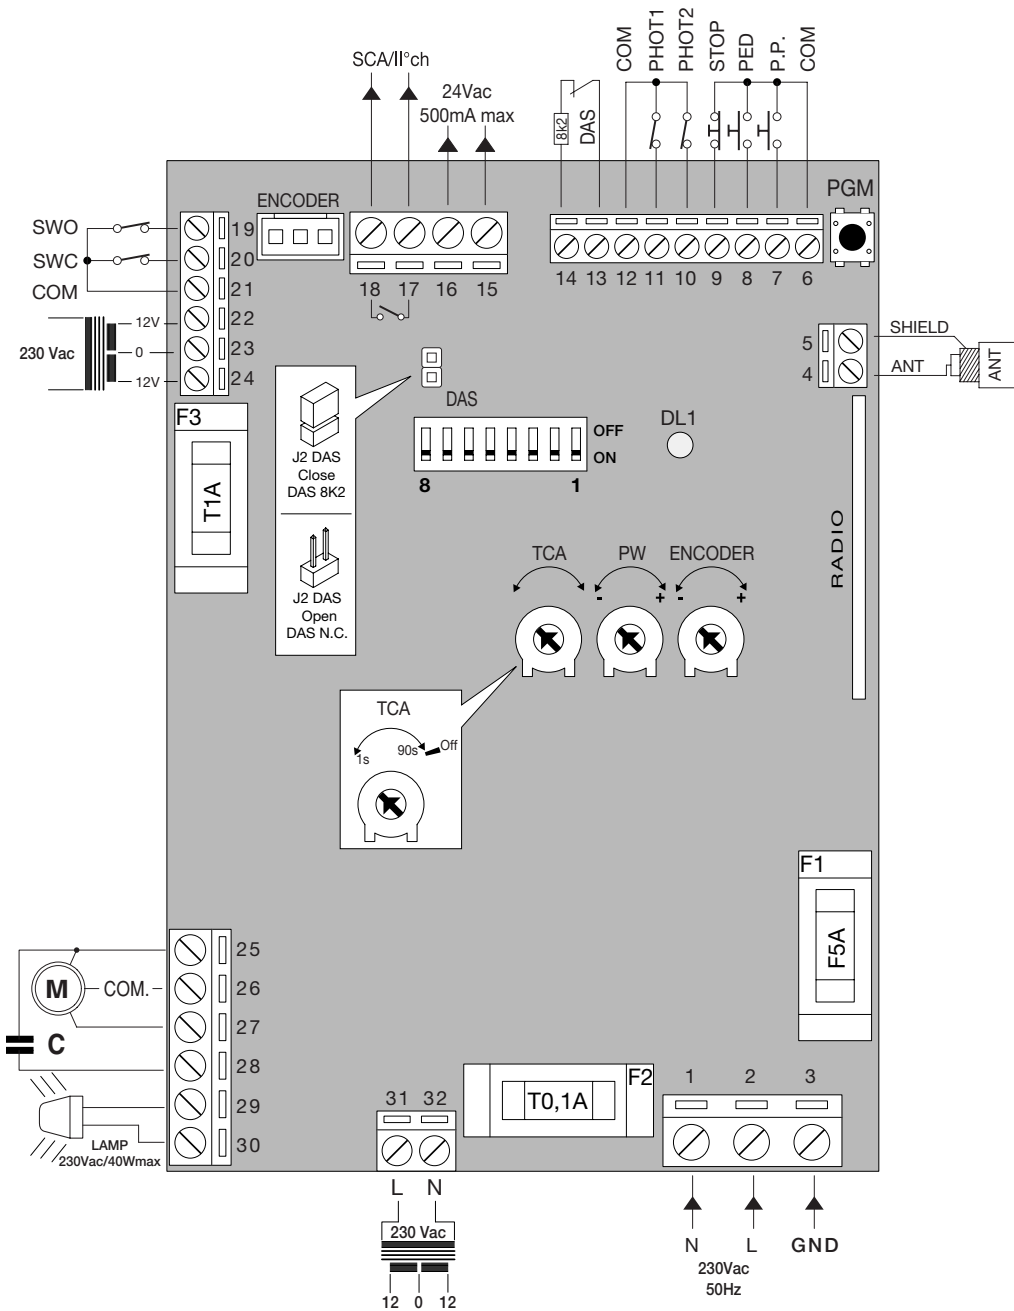 COM PHOT1 PHOT2 STOP PED P.P. COM
SCA/II°ch
24Vac
500mA max
8k2 DAS
ENCODER
PGM
SWO
SWC
COM
12V
230 Vac 0
12V
19
20
21
22
23
24
18 17 16 15
14 13 12 11 10 9 8 7 6
5 SHIELD
4 ANT
ANT
F3
T1A
J2 DAS
Close
DAS 8K2
J2 DAS
Open
DAS N.C.
DAS
OFF
ON
8 1
DL1
RADIO
TCA PW ENCODER
- + - +
TCA
1s 90s Off
F1
F5A
25
26
27
28
29
30
M COM.
C
LAMP
230Vac/40Wmax
F2
T0,1A
31 32
L N
230 Vac
12 0 12
1 2 3
N L GND
230Vac
50Hz